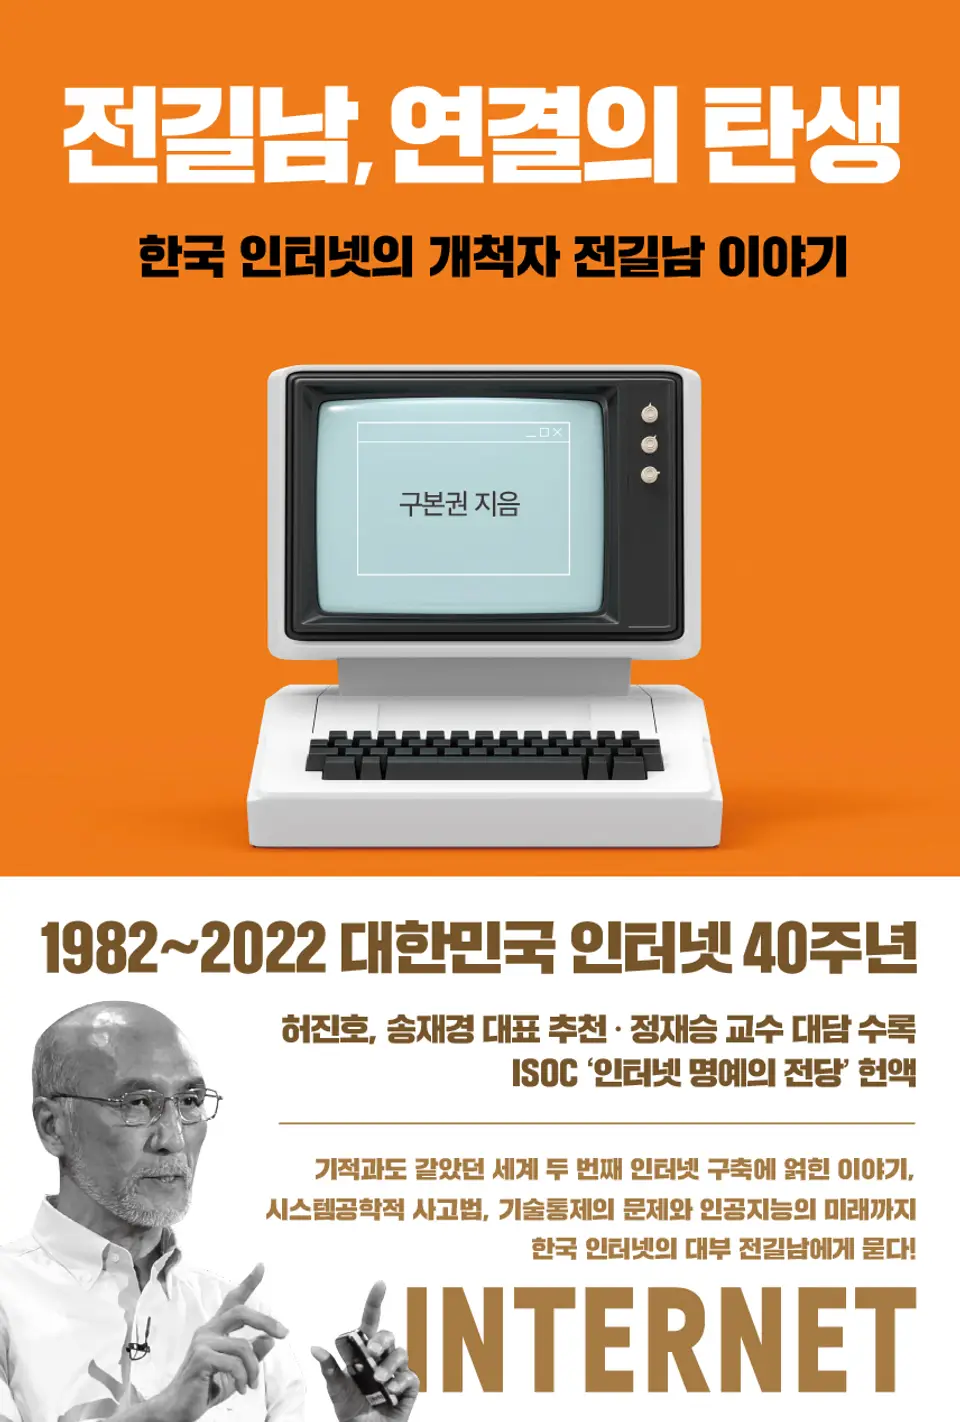 전길남, 연결의 탄생
한국 인터넷의 개척자 전길남 이야기
구본권 지음
1982~2022 대한민국 인터넷 40주년
허진호, 송재경 대표 추천 · 정재승 교수 대담 수록
ISOC ‘인터넷 명예의 전당’ 헌액
기적과도 같았던 세계 두 번째 인터넷 구축에 얽힌 이야기,
시스템공학적 사고법, 기술통제의 문제와 인공지능의 미래까지
한국 인터넷의 대부 전길남에게 묻다!
INTERNET